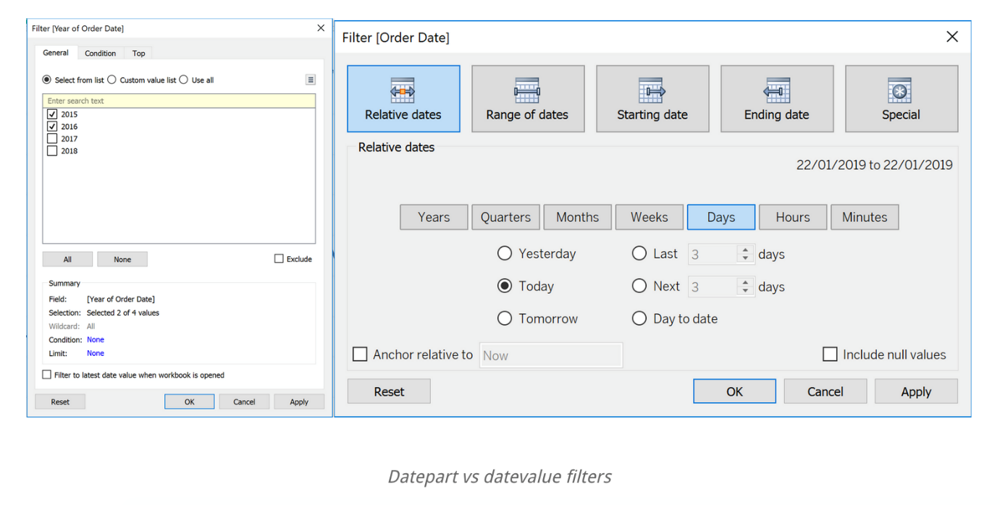 Filter [Year of Order Date]
General Condition Top
Select from list Custom value list Use all
Enter search text
2015
2016
2017
2018
All None Exclude
Summary
Field: [Year of Order Date]
Selection: Selected 2 of 4 values
Wildcard: All
Condition: None
Limit: None
Filter to latest date value when workbook is opened
Reset OK Cancel Apply
Filter [Order Date]
Relative dates Range of dates Starting date Ending date Special
Relative dates
22/01/2019 to 22/01/2019
Years Quarters Months Weeks Days Hours Minutes
Yesterday Last 3 days
Today Next 3 days
Tomorrow Day to date
Anchor relative to Now Include null values
Reset OK Cancel Apply
Datepart vs datevalue filters